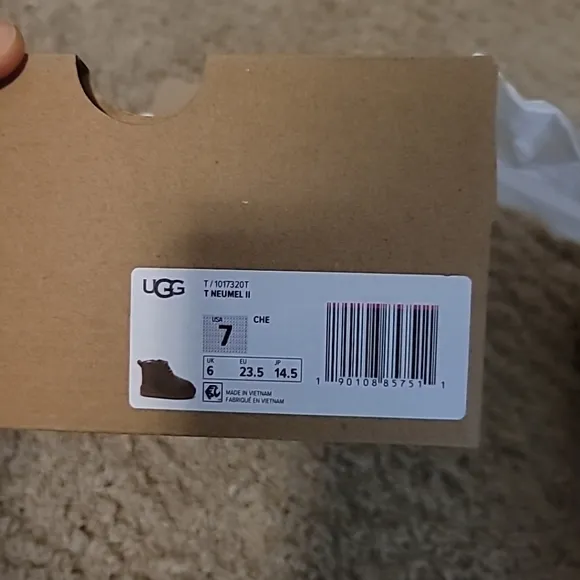 UGG
T / 1017320T
T NEUMEL II
USA
7
CHE
UK EU JP
6 23.5 14.5
MADE IN VIETNAM
FABRIQUÉ EN VIETNAM
1 90108 85751 1